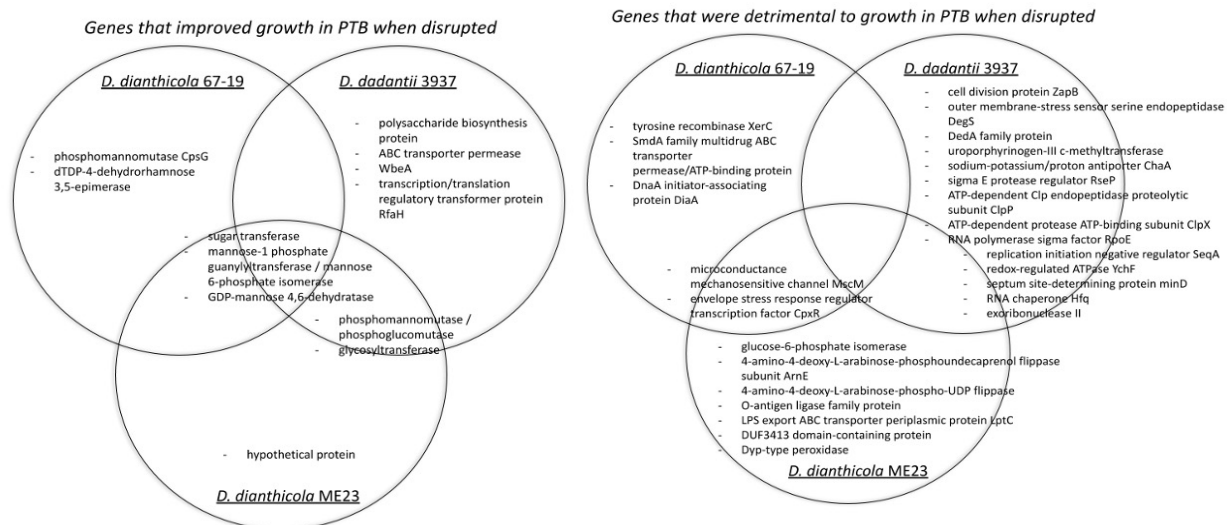 Genes that improved growth in PTB when disrupted
D. dianthicola 67-19
D. dadantii 3937
- phosphomannomutase CpsG
- dTDP-4-dehydrorhamnose
3,5-epimerase
- polysaccharide biosynthesis
protein
- ABC transporter permease
- WbeA
- transcription/translation
regulatory transformer protein
RfaH
- sugar transferase
- mannose-1 phosphate
guanylyltransferase / mannose
6-phosphate isomerase
- GDP-mannose 4,6-dehydratase
- phosphomannomutase /
phosphoglucomutase
- glycosyltransferase
- hypothetical protein
D. dianthicola ME23
Genes that were detrimental to growth in PTB when disrupted
D. dianthicola 67-19
D. dadantii 3937
- tyrosine recombinase XerC
- SmdA family multidrug ABC
transporter
permease/ATP-binding protein
- DnaA initiator-associating
protein DiaA
- cell division protein ZapB
- outer membrane-stress sensor serine endopeptidase
DegS
- DedA family protein
- uroporphyrinogen-III c-methyltransferase
- sodium-potassium/proton antiporter ChaA
- sigma E protease regulator RseP
- ATP-dependent Clp endopeptidase proteolytic
subunit ClpP
- ATP-dependent protease ATP-binding subunit ClpX
- RNA polymerase sigma factor RpoE
- replication initiation negative regulator SeqA
- redox-regulated ATPase YchF
- septum site-determining protein minD
- RNA chaperone Hfq
- exoribonuclease II
- microconductance
mechanosensitive channel MscM
- envelope stress response regulator
transcription factor CpxR
- glucose-6-phosphate isomerase
- 4-amino-4-deoxy-L-arabinose-phosphoundecaprenol flippase
subunit ArnE
- 4-amino-4-deoxy-L-arabinose-phospho-UDP flippase
- O-antigen ligase family protein
- LPS export ABC transporter periplasmic protein LptC
- DUF3413 domain-containing protein
- Dyp-type peroxidase
D. dianthicola ME23